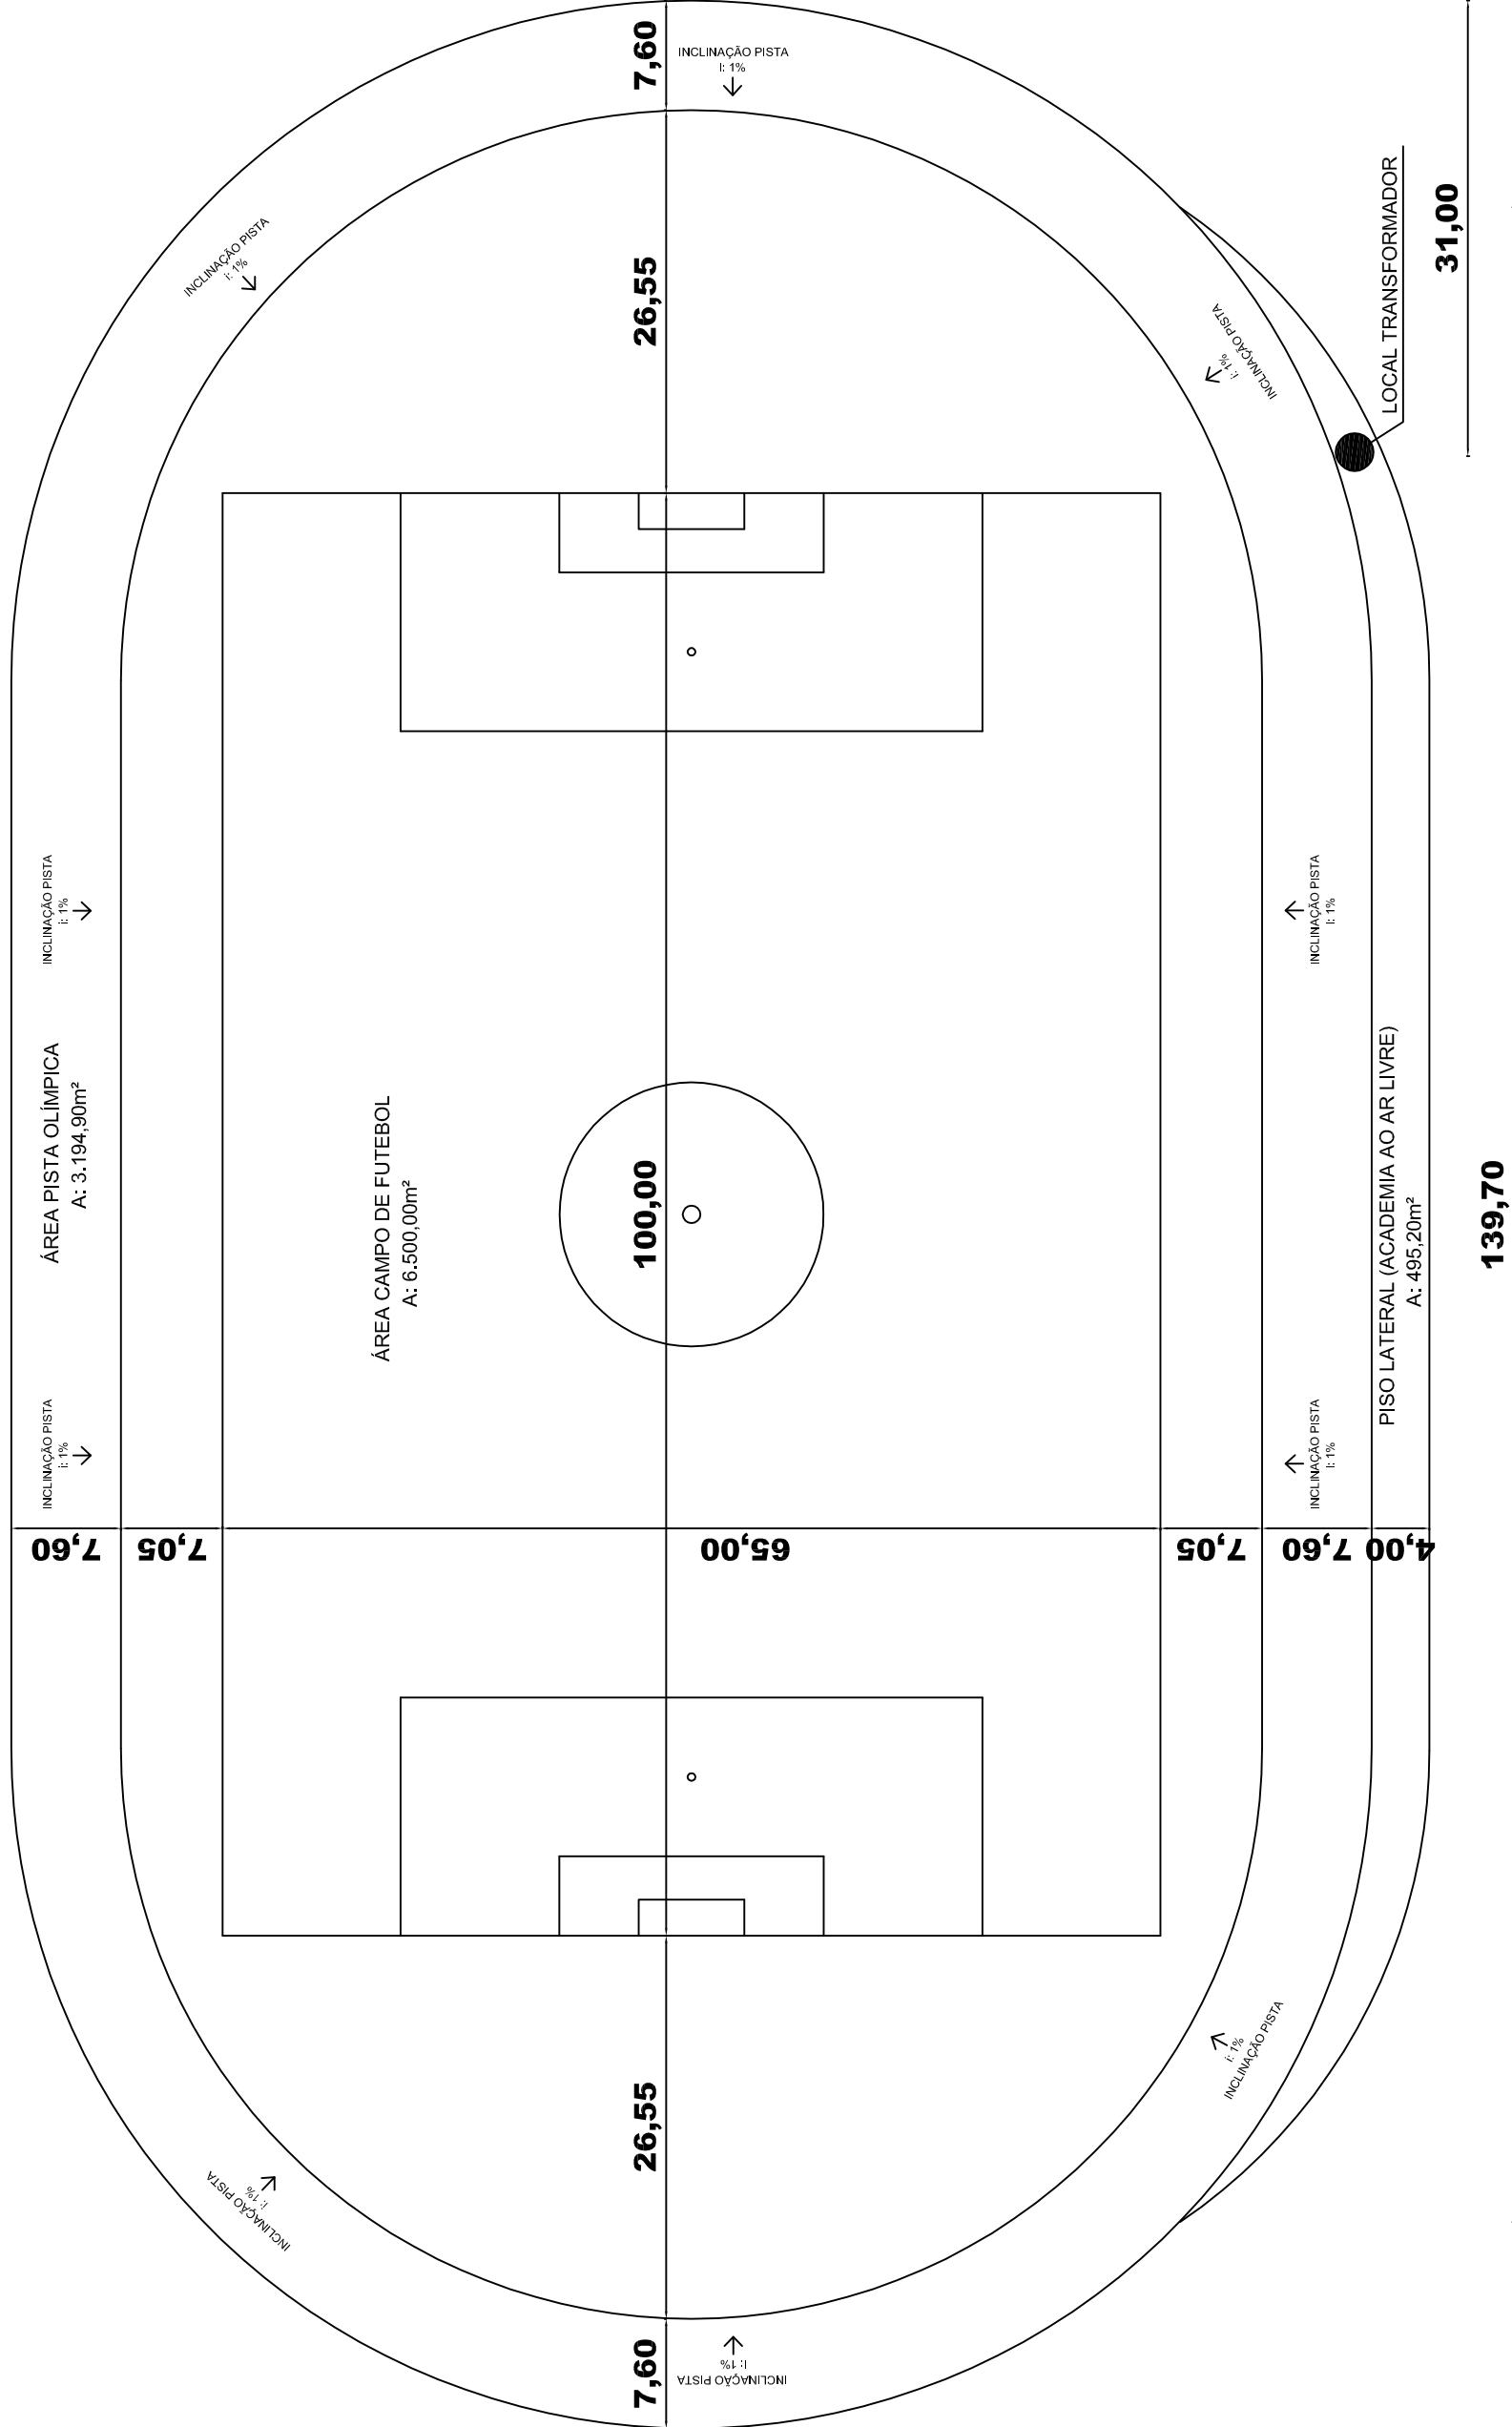 7,60
INCLINAÇÃO PISTA
I: 1%
INCLINAÇÃO PISTA
i: 1%
26,55
INCLINAÇÃO PISTA
i: 1%
LOCAL TRANSFORMADOR
31,00
INCLINAÇÃO PISTA
i: 1%
INCLINAÇÃO PISTA
I: 1%
ÁREA PISTA OLÍMPICA
A: 3.194,90m²
ÁREA CAMPO DE FUTEBOL
A: 6.500,00m²
100,00
PISO LATERAL (ACADEMIA AO AR LIVRE)
A: 495,20m²
139,70
INCLINAÇÃO PISTA
i: 1%
INCLINAÇÃO PISTA
I: 1%
7,60
7,05
65,00
7,05
7,60
4,00
26,55
INCLINAÇÃO PISTA
i: 1%
INCLINAÇÃO PISTA
i: 1%
7,60
INCLINAÇÃO PISTA
I: 1%